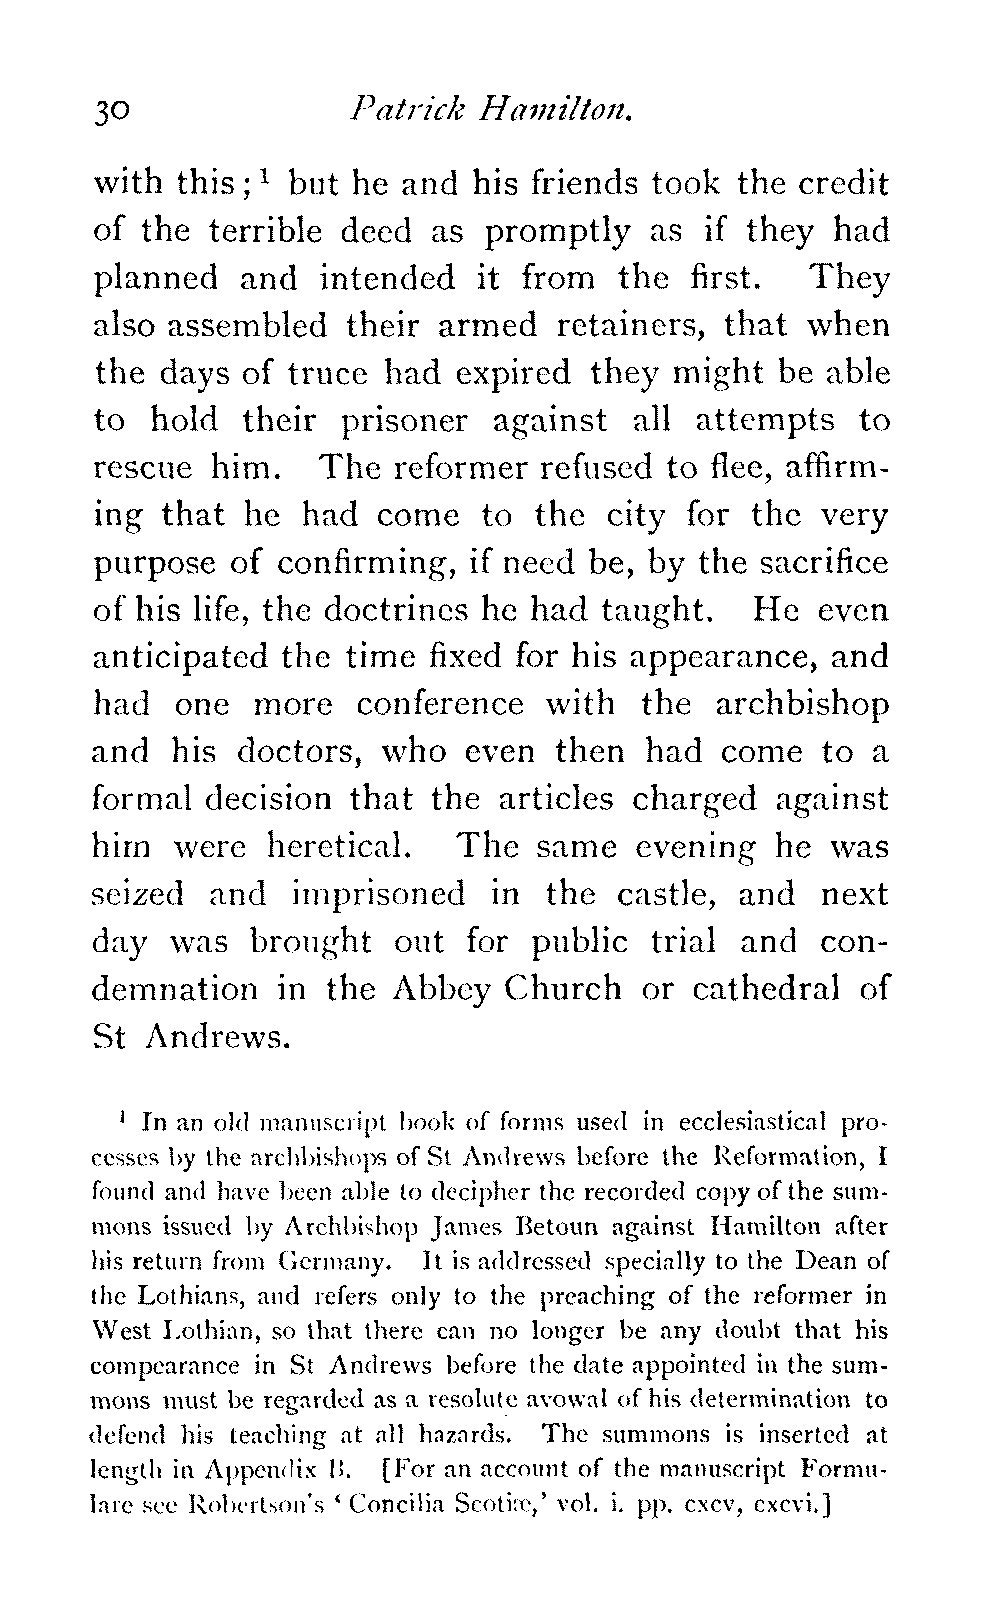 30 Patrick Hamilton.
with this ;¹ but he and his friends took the credit
of the terrible deed as promptly as if they had
planned and intended it from the first. They
also assembled their armed retainers, that when
the days of truce had expired they might be able
to hold their prisoner against all attempts to
rescue him. The reformer refused to flee, affirm-
ing that he had come to the city for the very
purpose of confirming, if need be, by the sacrifice
of his life, the doctrines he had taught. He even
anticipated the time fixed for his appearance, and
had one more conference with the archbishop
and his doctors, who even then had come to a
formal decision that the articles charged against
him were heretical. The same evening he was
seized and imprisoned in the castle, and next
day was brought out for public trial and con-
demnation in the Abbey Church or cathedral of
St Andrews.
¹ In an old manuscript book of forms used in ecclesiastical pro-
cesses by the archbishops of St Andrews before the Reformation, I
found and have been able to decipher the recorded copy of the sum-
mons issued by Archbishop James Betoun against Hamilton after
his return from Germany. It is addressed specially to the Dean of
the Lothians, and refers only to the preaching of the reformer in
West Lothian, so that there can no longer be any doubt that his
compearance in St Andrews before the date appointed in the sum-
mons must be regarded as a resolute avowal of his determination to
defend his teaching at all hazards. The summons is inserted at
length in Appendix B. [For an account of the manuscript Formu-
lare see Robertson's ‘Concilia Scotiæ,’ vol. i. pp. cxcv, cxcvi.]